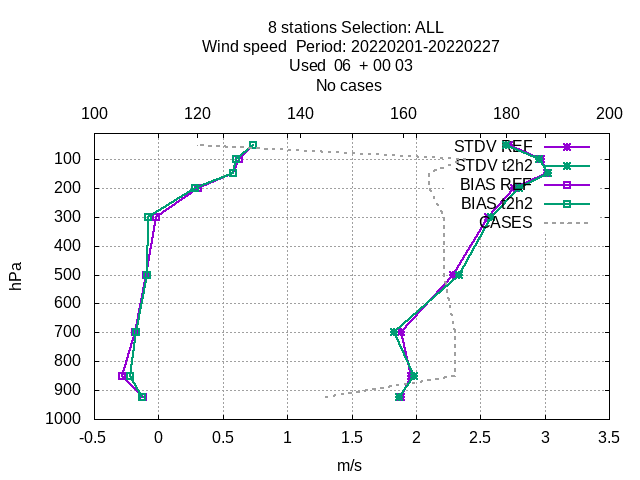 8 stations Selection: ALL
Wind speed  Period: 20220201-20220227
Used  06  + 00 03
No cases
100 120 140 160 180 200
STDV REF
STDV t2h2
BIAS REF
BIAS t2h2
CASES
100
200
300
400
500
600
700
800
900
1000
hPa
-0.5 0 0.5 1 1.5 2 2.5 3 3.5
m/s